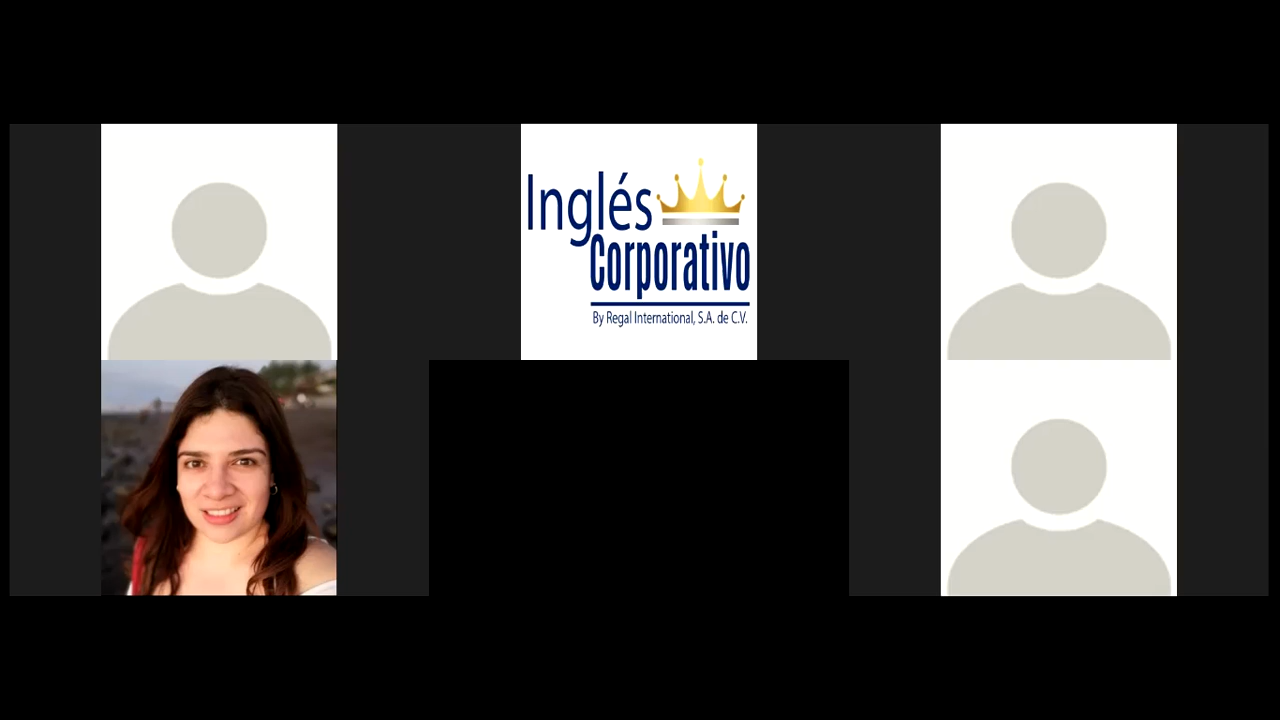 Inglés
Corporativo
By Regal International, S.A. de C.V.